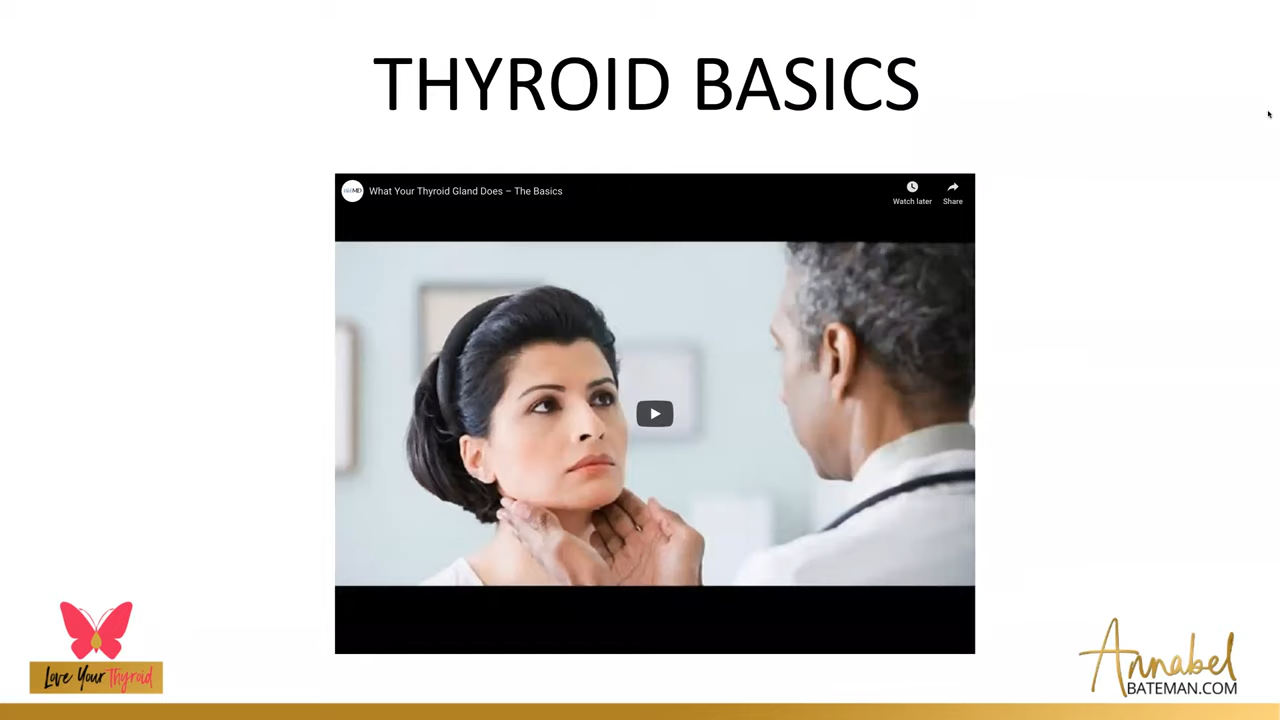 THYROID BASICS
What Your Thyroid Gland Does – The Basics
Watch later
Share
Love Your Thyroid
Annabel
BATEMAN.COM